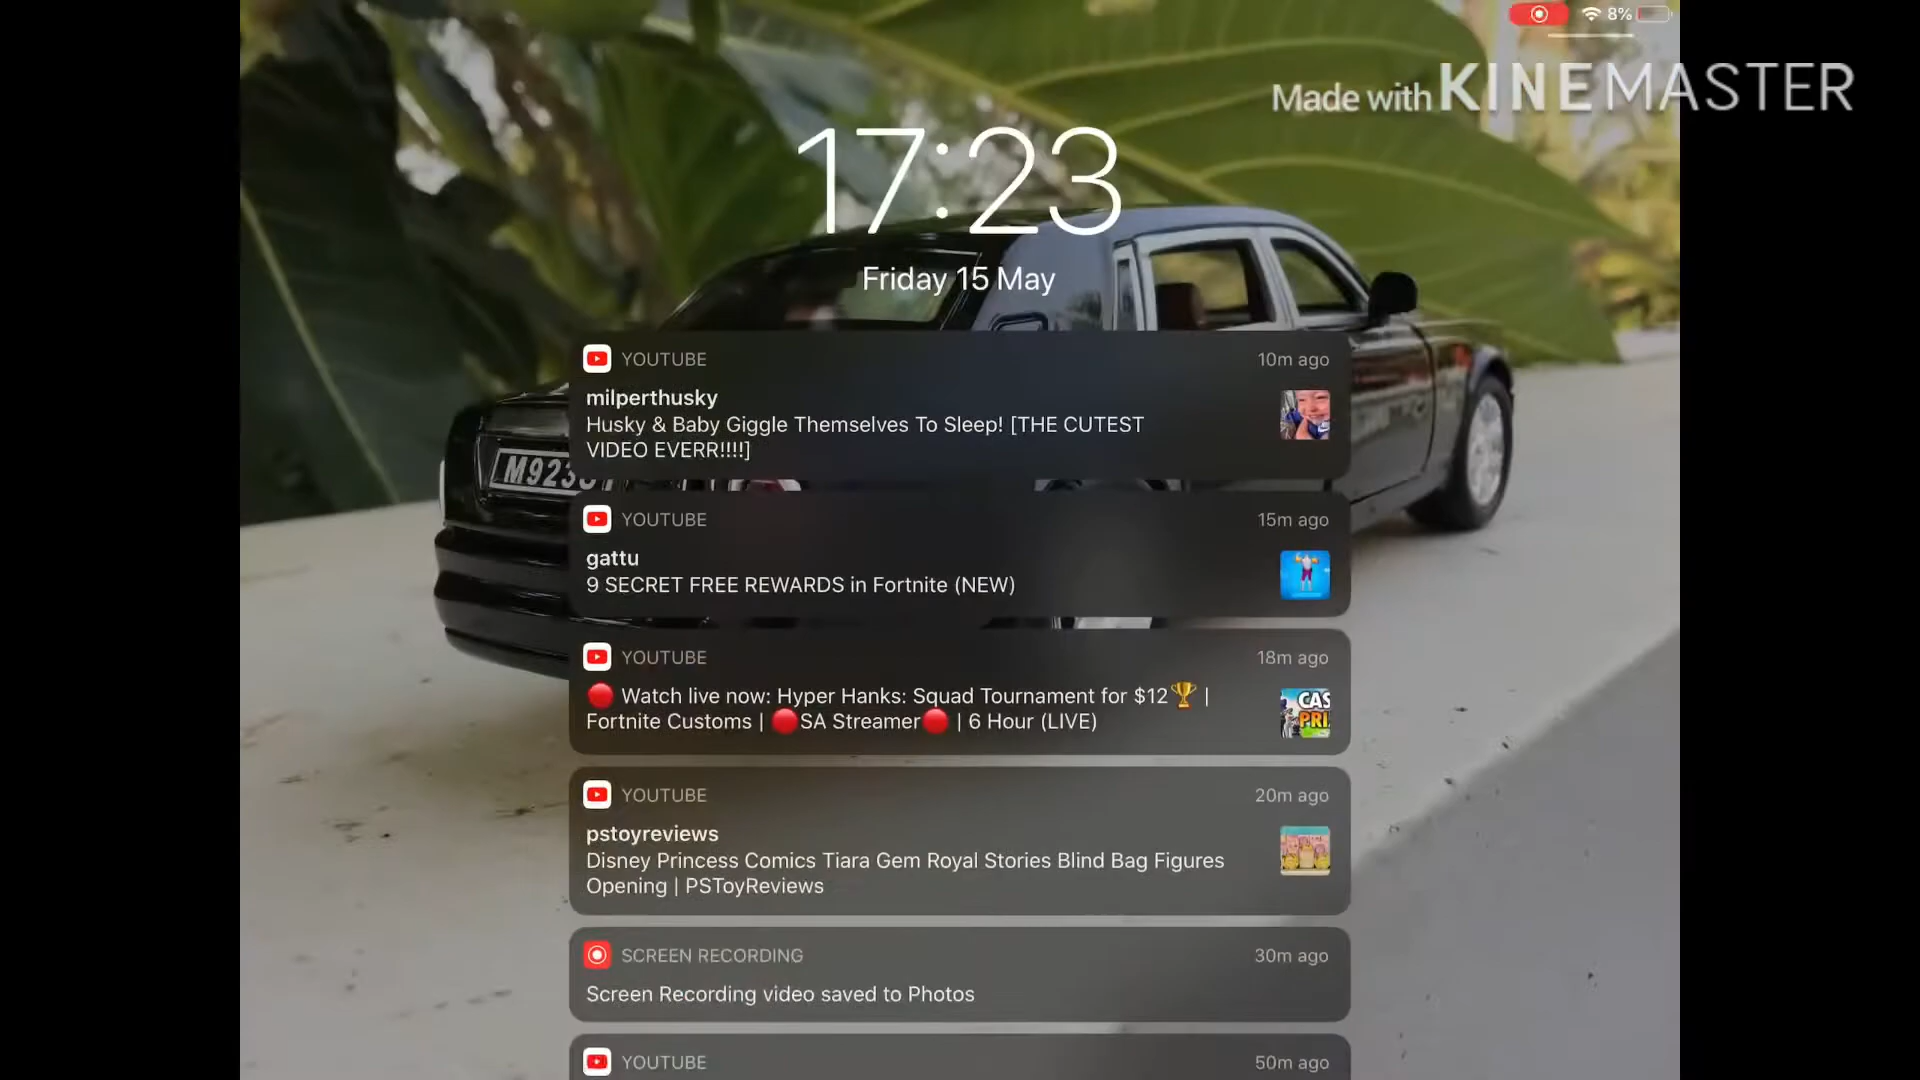 8%
Made with KINEMASTER
17:23
Friday 15 May
YOUTUBE 10m ago
milperthusky
Husky & Baby Giggle Themselves To Sleep! [THE CUTEST
VIDEO EVERR!!!!]
M923
YOUTUBE 15m ago
gattu
9 SECRET FREE REWARDS in Fortnite (NEW)
YOUTUBE 18m ago
🔴 Watch live now: Hyper Hanks: Squad Tournament for $12🏆 |
Fortnite Customs | 🔴SA Streamer🔴 | 6 Hour (LIVE)
CAS
PRI
YOUTUBE 20m ago
pstoyreviews
Disney Princess Comics Tiara Gem Royal Stories Blind Bag Figures
Opening | PSToyReviews
SCREEN RECORDING 30m ago
Screen Recording video saved to Photos
YOUTUBE 50m ago